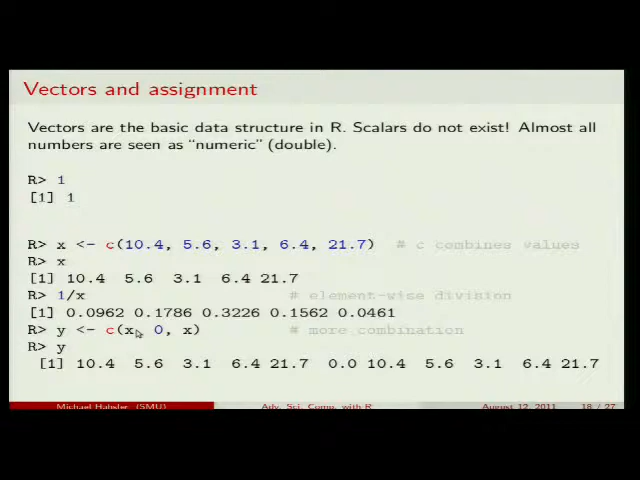 Vectors and assignment
Vectors are the basic data structure in R. Scalars do not exist! Almost all
numbers are seen as "numeric" (double).
R> 1
[1] 1
R> x <- c(10.4, 5.6, 3.1, 6.4, 21.7) # c combines values
R> x
[1] 10.4 5.6 3.1 6.4 21.7
R> 1/x # element-wise division
[1] 0.0962 0.1786 0.3226 0.1562 0.0461
R> y <- c(x, 0, x) # more combination
R> y
[1] 10.4 5.6 3.1 6.4 21.7 0.0 10.4 5.6 3.1 6.4 21.7
Michael Hahsler (SMU) Adv. Sci. Comp. with R August 12, 2011 18 / 27